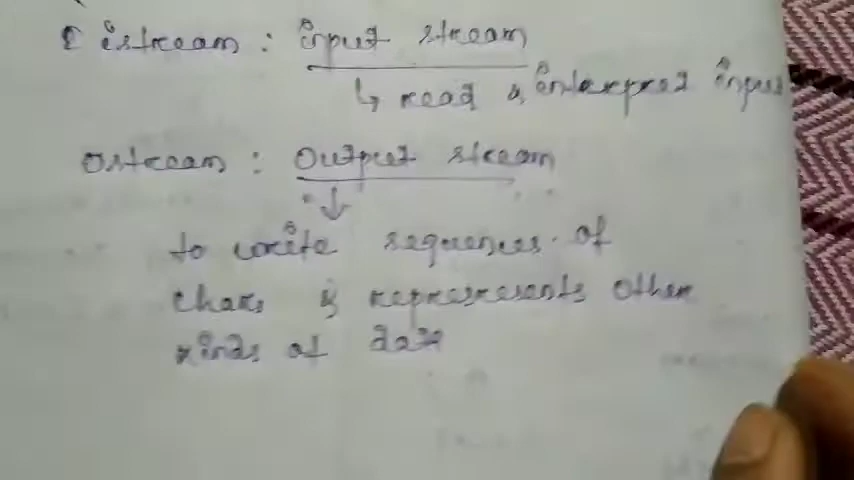 istream : input stream
↳ read & interpret input
ostream : output stream
↓
to write sequences of
chars & represents other
kinds of data